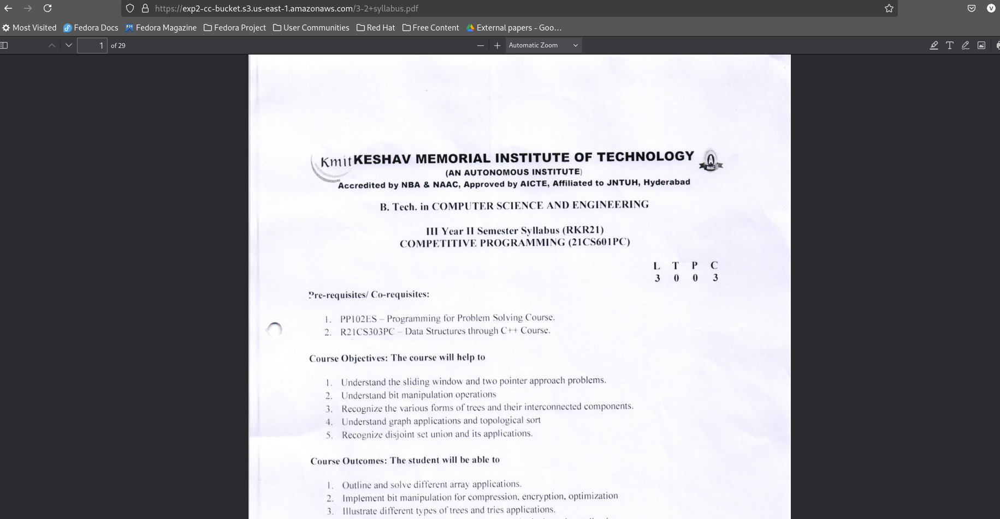 https://exp2-cc-bucket.s3.us-east-1.amazonaws.com/3-2+syllabus.pdf
V
Most Visited Fedora Docs FM Fedora Magazine Fedora Project User Communities Red Hat Free Content External papers - Goo…
1 of 29 Automatic Zoom
Kmit KESHAV MEMORIAL INSTITUTE OF TECHNOLOGY
(AN AUTONOMOUS INSTITUTE)
A NAAC
Accredited by NBA & NAAC, Approved by AICTE, Affiliated to JNTUH, Hyderabad
B. Tech. in COMPUTER SCIENCE AND ENGINEERING
III Year II Semester Syllabus (RKR21)
COMPETITIVE PROGRAMMING (21CS601PC)
L T P C
3 0 0 3
Pre-requisites/ Co-requisites:
1. PP102ES – Programming for Problem Solving Course.
2. R21CS303PC – Data Structures through C++ Course.
Course Objectives: The course will help to
1. Understand the sliding window and two pointer approach problems.
2. Understand bit manipulation operations
3. Recognize the various forms of trees and their interconnected components.
4. Understand graph applications and topological sort
5. Recognize disjoint set union and its applications.
Course Outcomes: The student will be able to
1. Outline and solve different array applications.
2. Implement bit manipulation for compression, encryption, optimization
3. Illustrate different types of trees and tries applications.